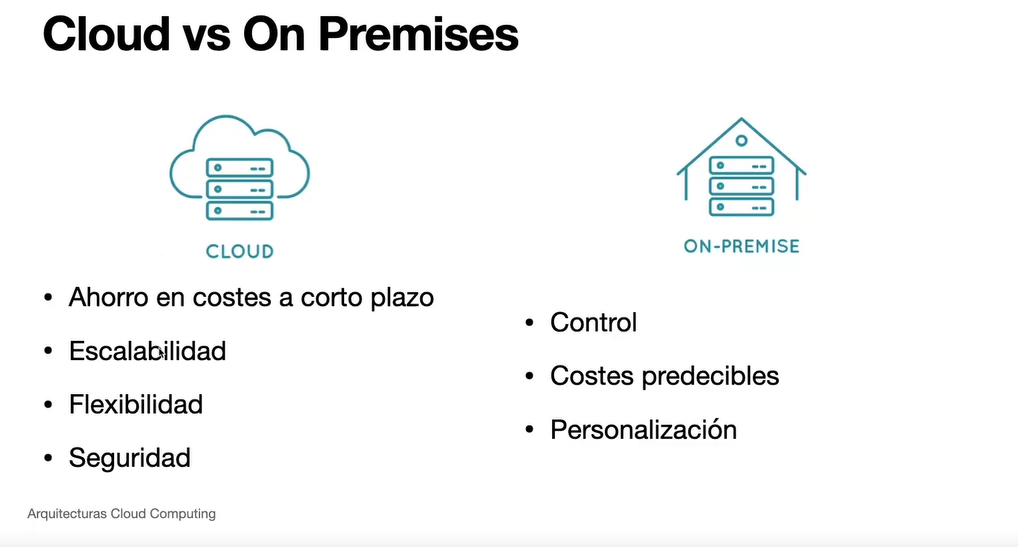 Cloud vs On Premises
CLOUD
• Ahorro en costes a corto plazo
• Escalabilidad
• Flexibilidad
• Seguridad
ON-PREMISE
• Control
• Costes predecibles
• Personalización
Arquitecturas Cloud Computing